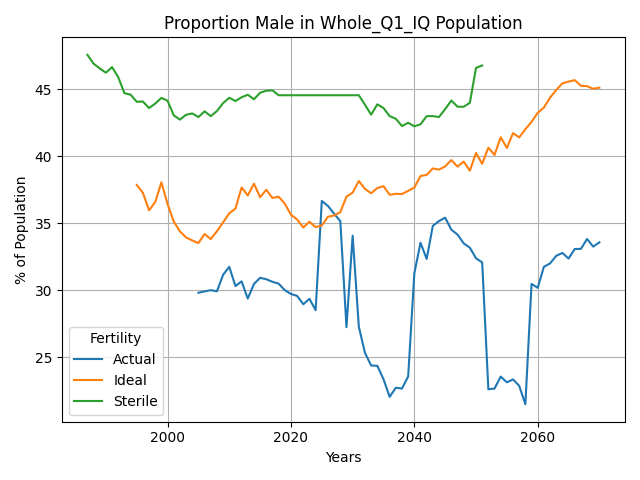 Proportion Male in Whole_Q1_IQ Population
% of Population
45
40
35
30
25
Fertility
Actual
Ideal
Sterile
2000
2020
2040
2060
Years